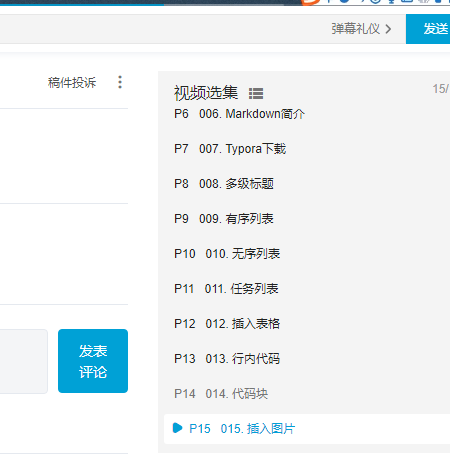 弹幕礼仪
发送
稿件投诉
视频选集
15/
P6 006. Markdown简介
P7 007. Typora下载
P8 008. 多级标题
P9 009. 有序列表
P10 010. 无序列表
P11 011. 任务列表
P12 012. 插入表格
P13 013. 行内代码
P14 014. 代码块
P15 015. 插入图片
发表
评论